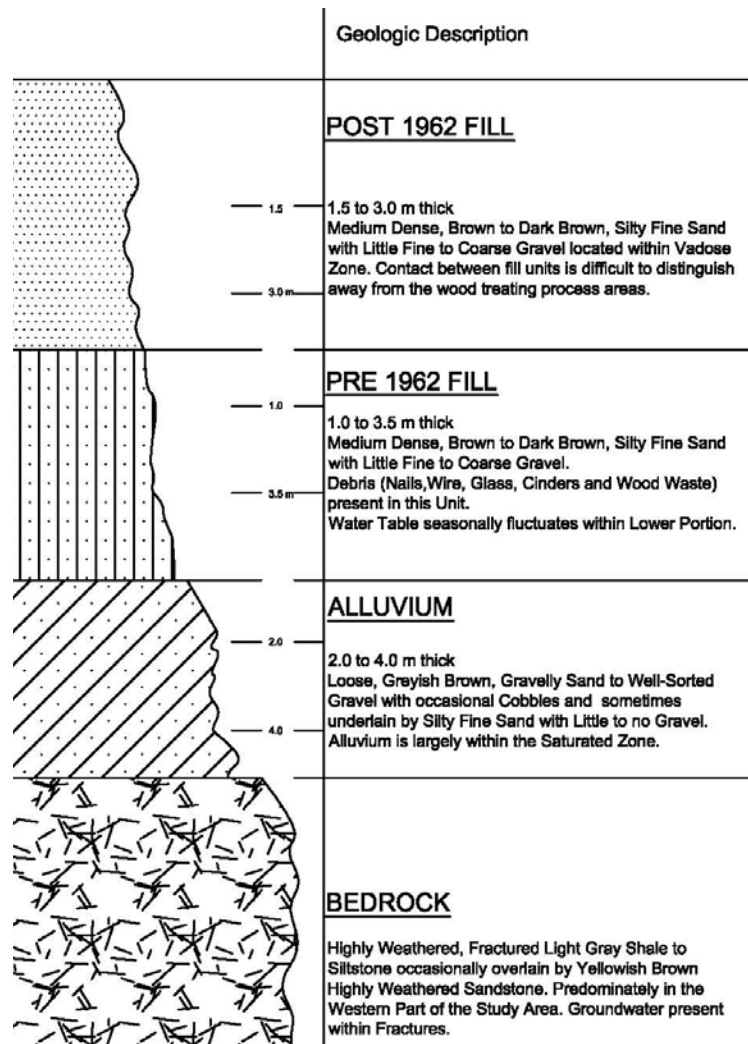 Geologic Description
POST 1962 FILL
1.5
1.5 to 3.0 m thick
Medium Dense, Brown to Dark Brown, Silty Fine Sand
with Little Fine to Coarse Gravel located within Vadose
Zone. Contact between fill units is difficult to distinguish
3.0 m
away from the wood treating process areas.
PRE 1962 FILL
1.0
1.0 to 3.5 m thick
Medium Dense, Brown to Dark Brown, Silty Fine Sand
with Little Fine to Coarse Gravel.
Debris (Nails,Wire, Glass, Cinders and Wood Waste)
3.5 m
present in this Unit.
Water Table seasonally fluctuates within Lower Portion.
ALLUVIUM
2.0
2.0 to 4.0 m thick
Loose, Greyish Brown, Gravelly Sand to Well-Sorted
Gravel with occasional Cobbles and sometimes
underlain by Silty Fine Sand with Little to no Gravel.
4.0
Alluvium is largely within the Saturated Zone.
BEDROCK
Highly Weathered, Fractured Light Gray Shale to
Siltstone occasionally overlain by Yellowish Brown
Highly Weathered Sandstone. Predominately in the
Western Part of the Study Area. Groundwater present
within Fractures.